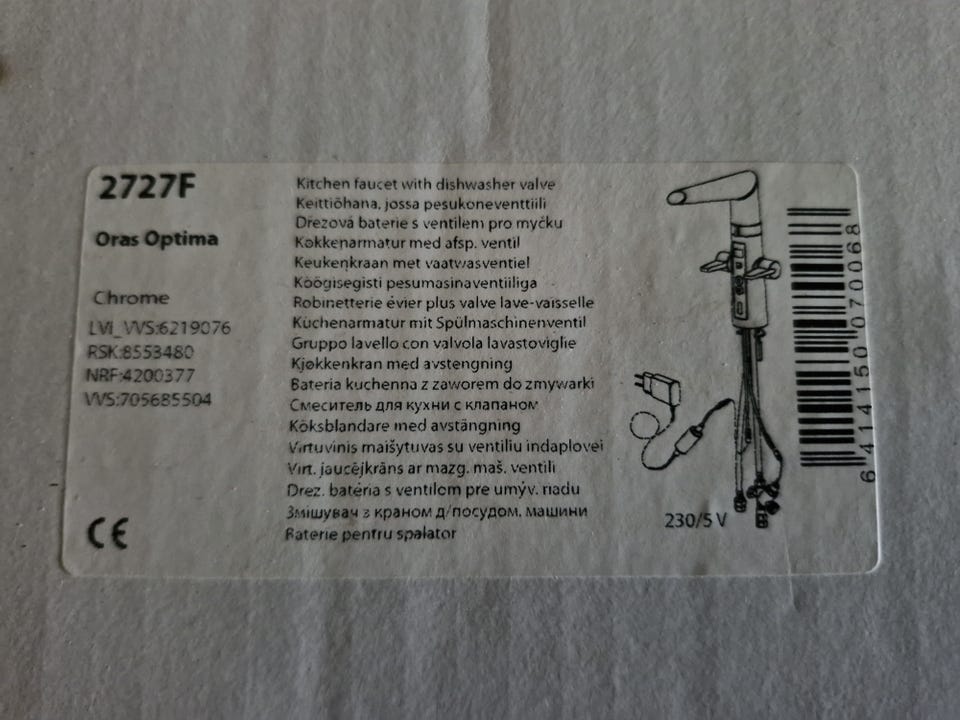 2727F
Oras Optima
Chrome
LVI_VVS:6219076
RSK:8553480
NRF:4200377
VVS:705685504
CE
Kitchen faucet with dishwasher valve
Keittiöhana, jossa pesukoneventtiili
Dřezová baterie s ventilem pro myčku
Køkkenarmatur med afsp. ventil
Keukenkraan met vaatwasventiel
Köögisegisti pesumasinaventiiliga
Robinetterie évier plus valve lave-vaisselle
Küchenarmatur mit Spülmaschinenventil
Gruppo lavello con valvola lavastoviglie
Kjøkkenkran med avstengning
Bateria kuchenna z zaworem do zmywarki
Смеситель для кухни с клапаном
Köksblandare med avstängning
Virtuvinis maišytuvas su ventiliu indaplovei
Virt. jaucējkrāns ar mazg. maš. ventili
Drez. batéria s ventilom pre umýv. riadu
Змішувач з краном д/посудом. машини
Baterie pentru spalator
230/5 V
6 414150 070068